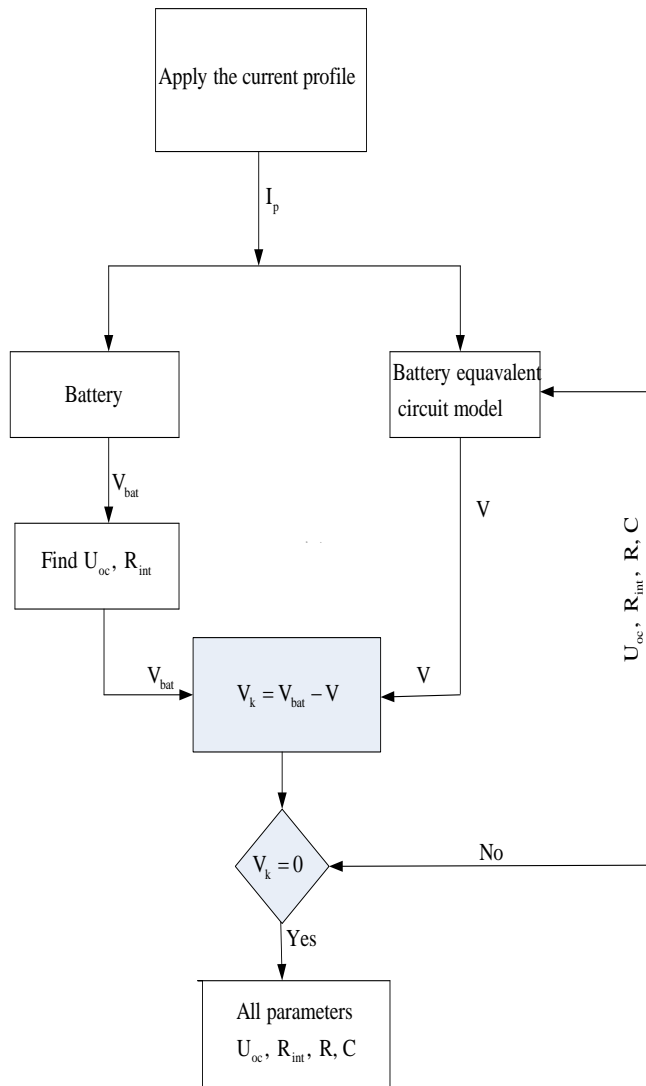 Apply the current profile
I_p
Battery
Battery equavalent
circuit model
V_bat
V
Find U_oc, R_int
U_oc, R_int, R, C
V_bat
V
V_k = V_bat − V
V_k = 0
No
Yes
All parameters
U_oc, R_int, R, C